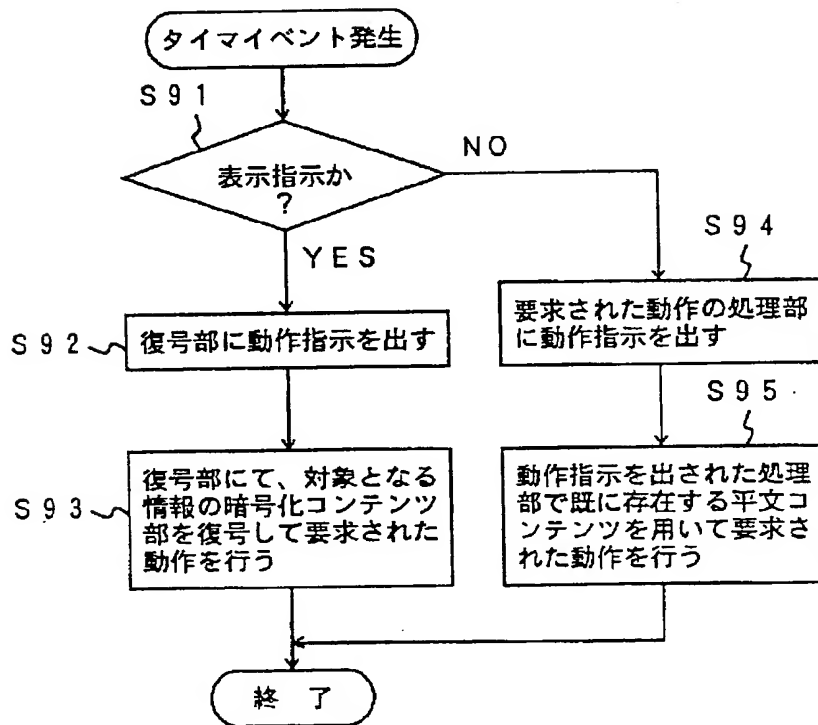 タイマイベント発生
S91
表示指示か
?
NO
YES
S94
要求された動作の処理部
に動作指示を出す
S92
復号部に動作指示を出す
S95
S93
復号部にて、対象となる
情報の暗号化コンテンツ
部を復号して要求された
動作を行う
動作指示を出された処理
部で既に存在する平文コ
ンテンツを用いて要求さ
れた動作を行う
終 了